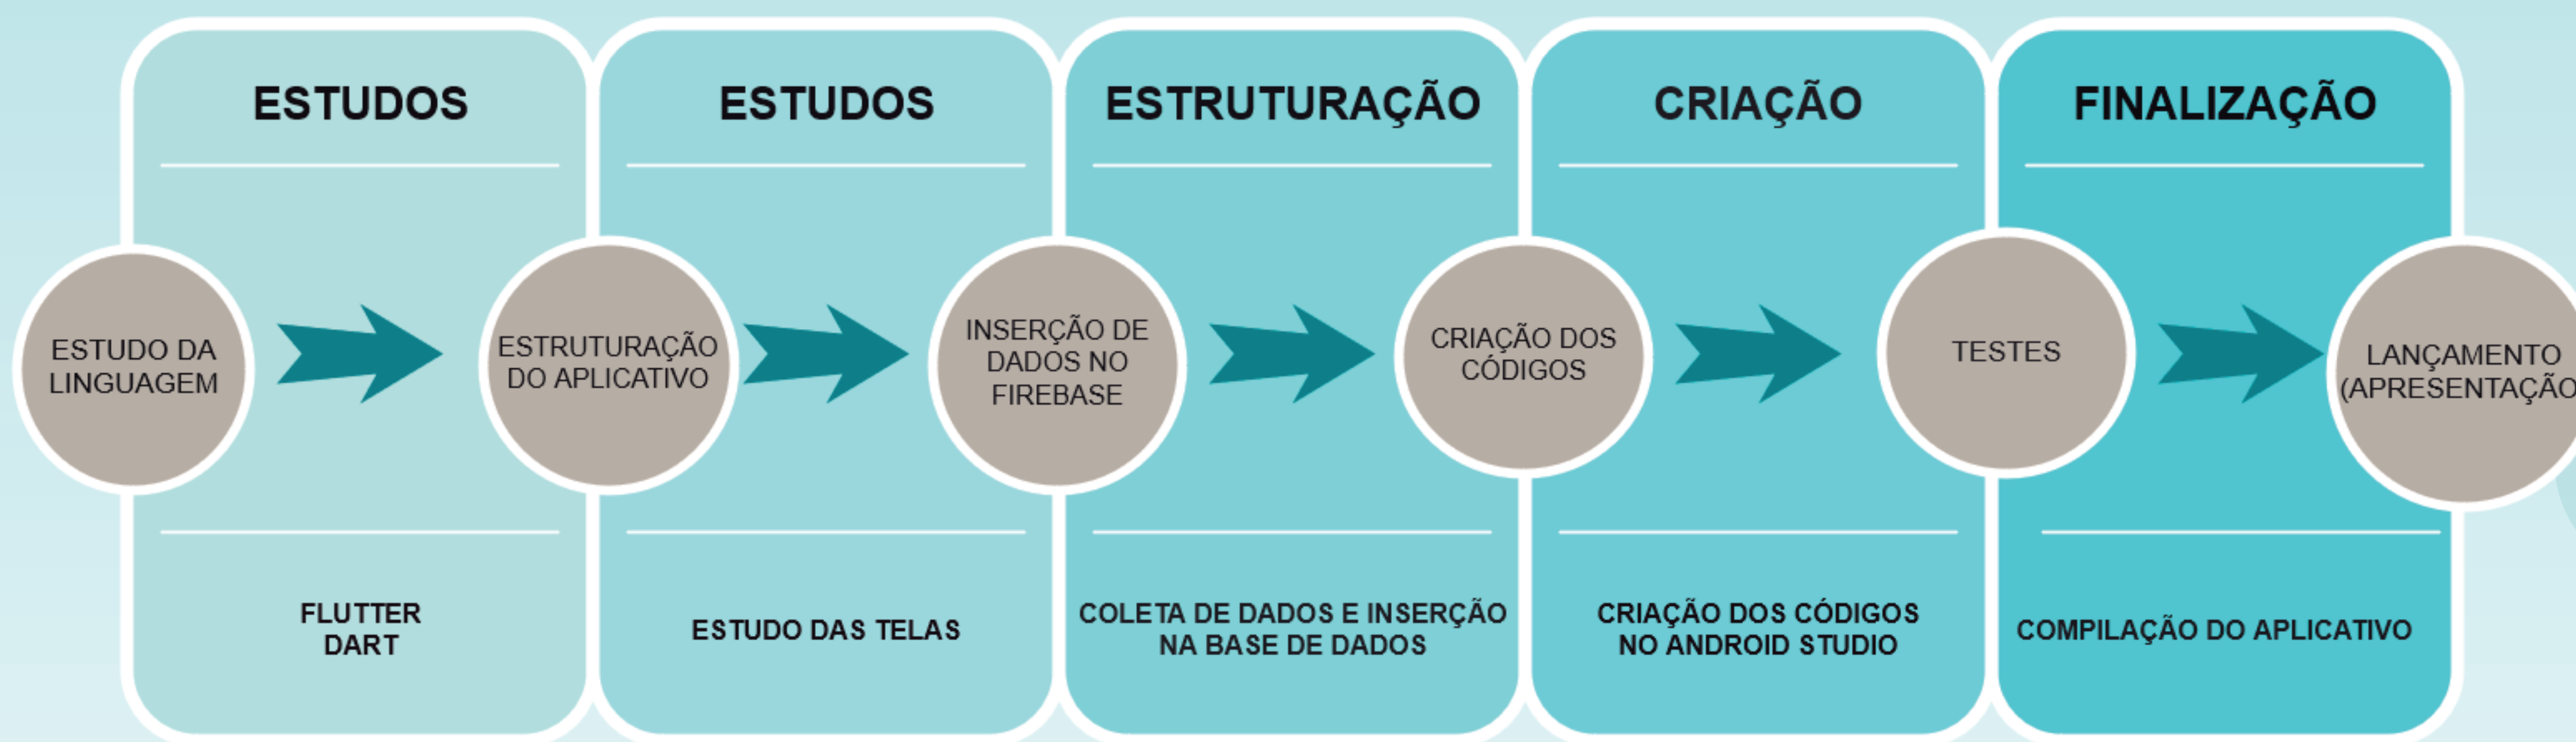 ESTUDOS
ESTUDOS
ESTRUTURAÇÃO
CRIAÇÃO
FINALIZAÇÃO
ESTUDO DA
LINGUAGEM
ESTRUTURAÇÃO
DO APLICATIVO
INSERÇÃO DE
DADOS NO
FIREBASE
CRIAÇÃO DOS
CÓDIGOS
TESTES
LANÇAMENTO
(APRESENTAÇÃO
FLUTTER
DART
ESTUDO DAS TELAS
COLETA DE DADOS E INSERÇÃO
NA BASE DE DADOS
CRIAÇÃO DOS CÓDIGOS
NO ANDROID STUDIO
COMPILAÇÃO DO APLICATIVO